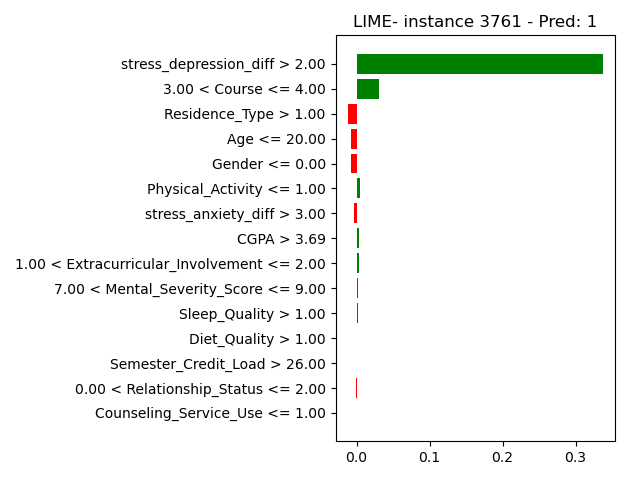 LIME- instance 3761 - Pred: 1
stress_depression_diff > 2.00
3.00 < Course <= 4.00
Residence_Type > 1.00
Age <= 20.00
Gender <= 0.00
Physical_Activity <= 1.00
stress_anxiety_diff > 3.00
CGPA > 3.69
1.00 < Extracurricular_Involvement <= 2.00
7.00 < Mental_Severity_Score <= 9.00
Sleep_Quality > 1.00
Diet_Quality > 1.00
Semester_Credit_Load > 26.00
0.00 < Relationship_Status <= 2.00
Counseling_Service_Use <= 1.00
0.0 0.1 0.2 0.3